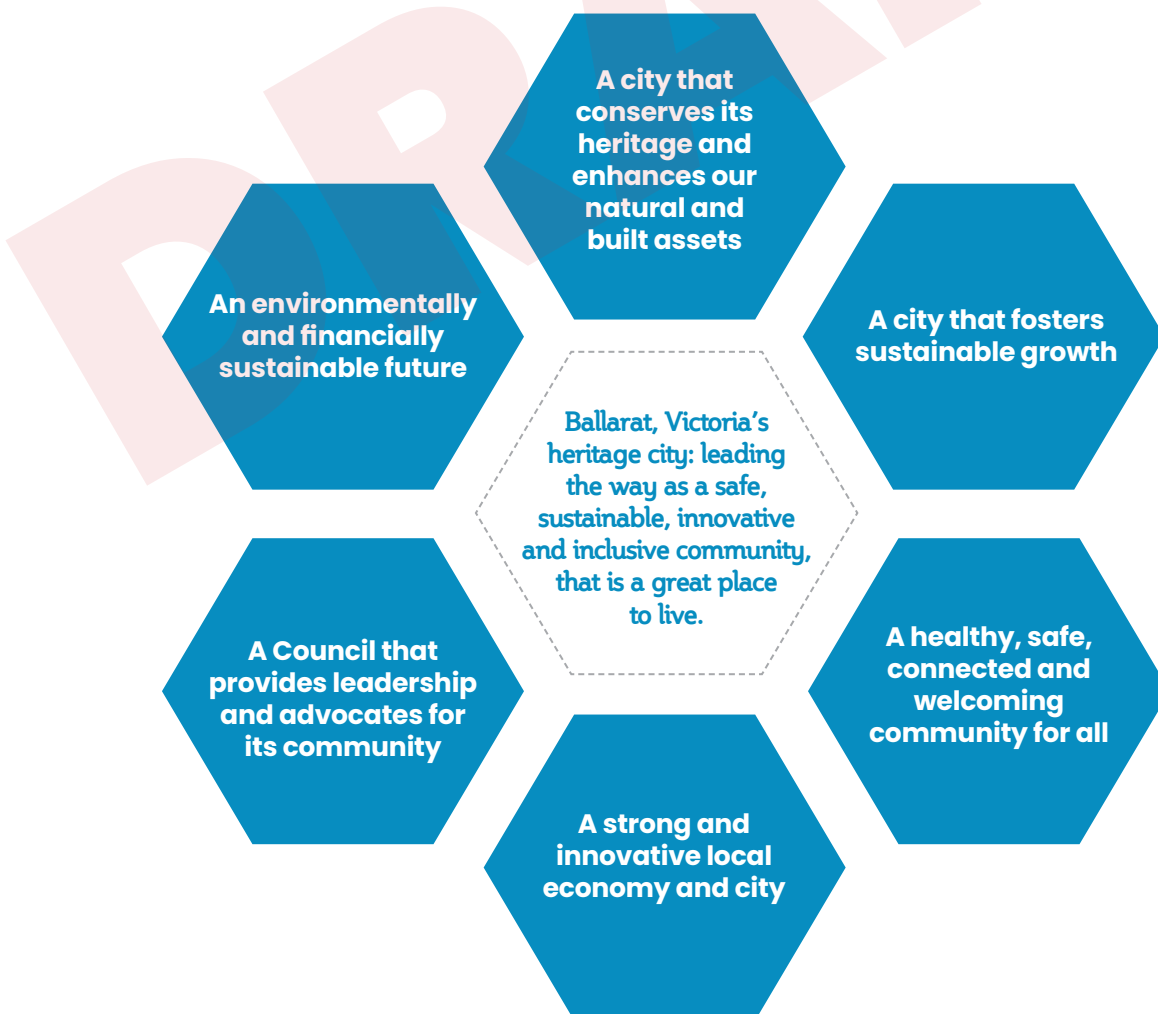 DRA
A city that
conserves its
heritage and
enhances our
natural and
built assets
An environmentally
and financially
sustainable future
A city that fosters
sustainable growth
Ballarat, Victoria’s
heritage city: leading
the way as a safe,
sustainable, innovative
and inclusive community,
that is a great place
to live.
A Council that
provides leadership
and advocates for
its community
A healthy, safe,
connected and
welcoming
community for all
A strong and
innovative local
economy and city